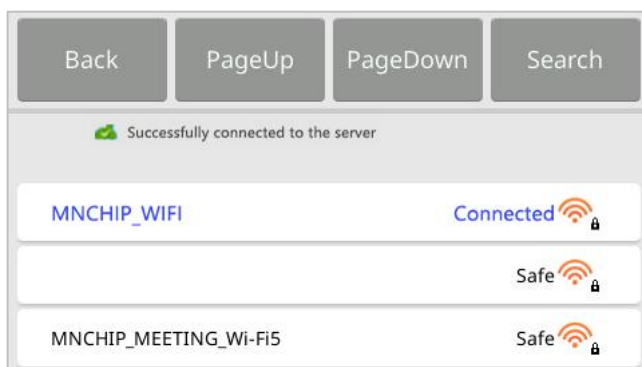 Back PageUp PageDown Search
Successfully connected to the server
MNCHIP_WIFI Connected
Safe
MNCHIP_MEETING_Wi-Fi5 Safe